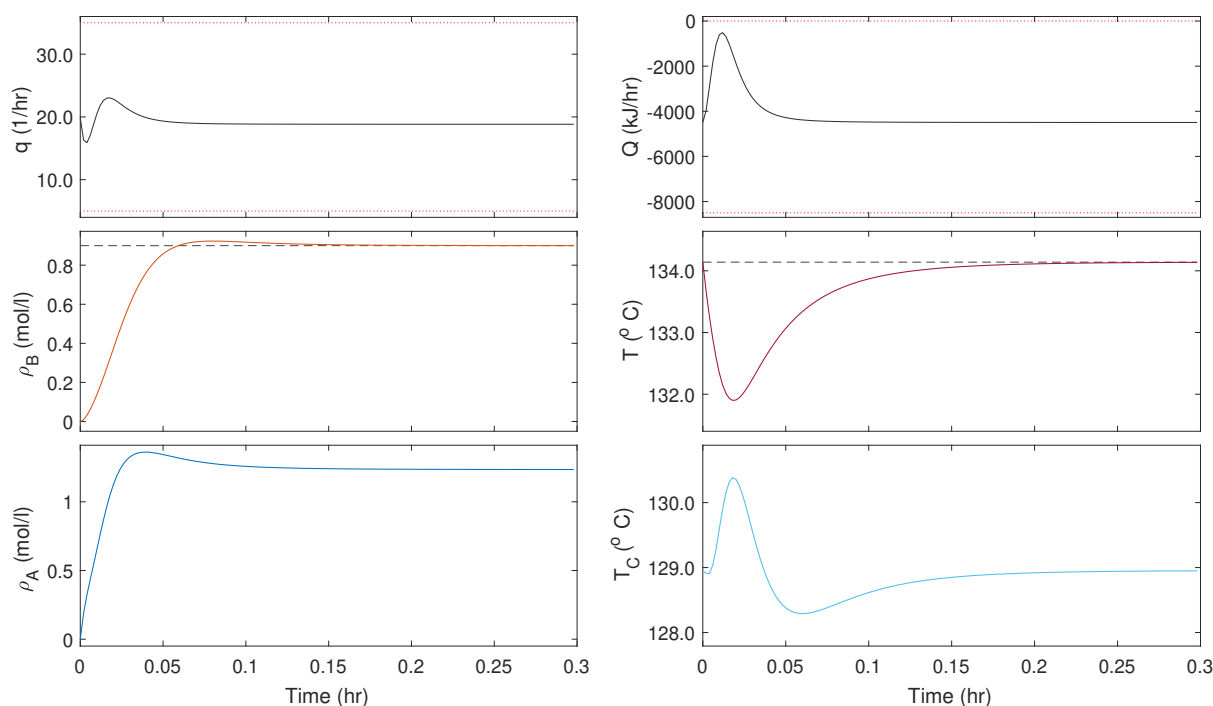 30.0
20.0
10.0
q (1/hr)
0
-2000
-4000
-6000
-8000
Q (kJ/hr)
0.8
0.6
0.4
0.2
0
ρB (mol/l)
134.0
133.0
132.0
T (° C)
1
0.5
0
ρA (mol/l)
0 0.05 0.1 0.15 0.2 0.25 0.3
Time (hr)
130.0
129.0
128.0
TC (° C)
0 0.05 0.1 0.15 0.2 0.25 0.3
Time (hr)